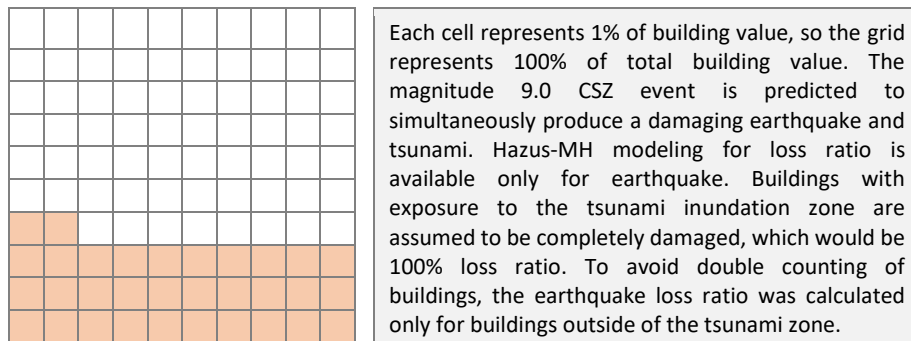 Each cell represents 1% of building value, so the grid
represents 100% of total building value. The
magnitude 9.0 CSZ event is predicted to
simultaneously produce a damaging earthquake and
tsunami. Hazus-MH modeling for loss ratio is
available only for earthquake. Buildings with
exposure to the tsunami inundation zone are
assumed to be completely damaged, which would be
100% loss ratio. To avoid double counting of
buildings, the earthquake loss ratio was calculated
only for buildings outside of the tsunami zone.